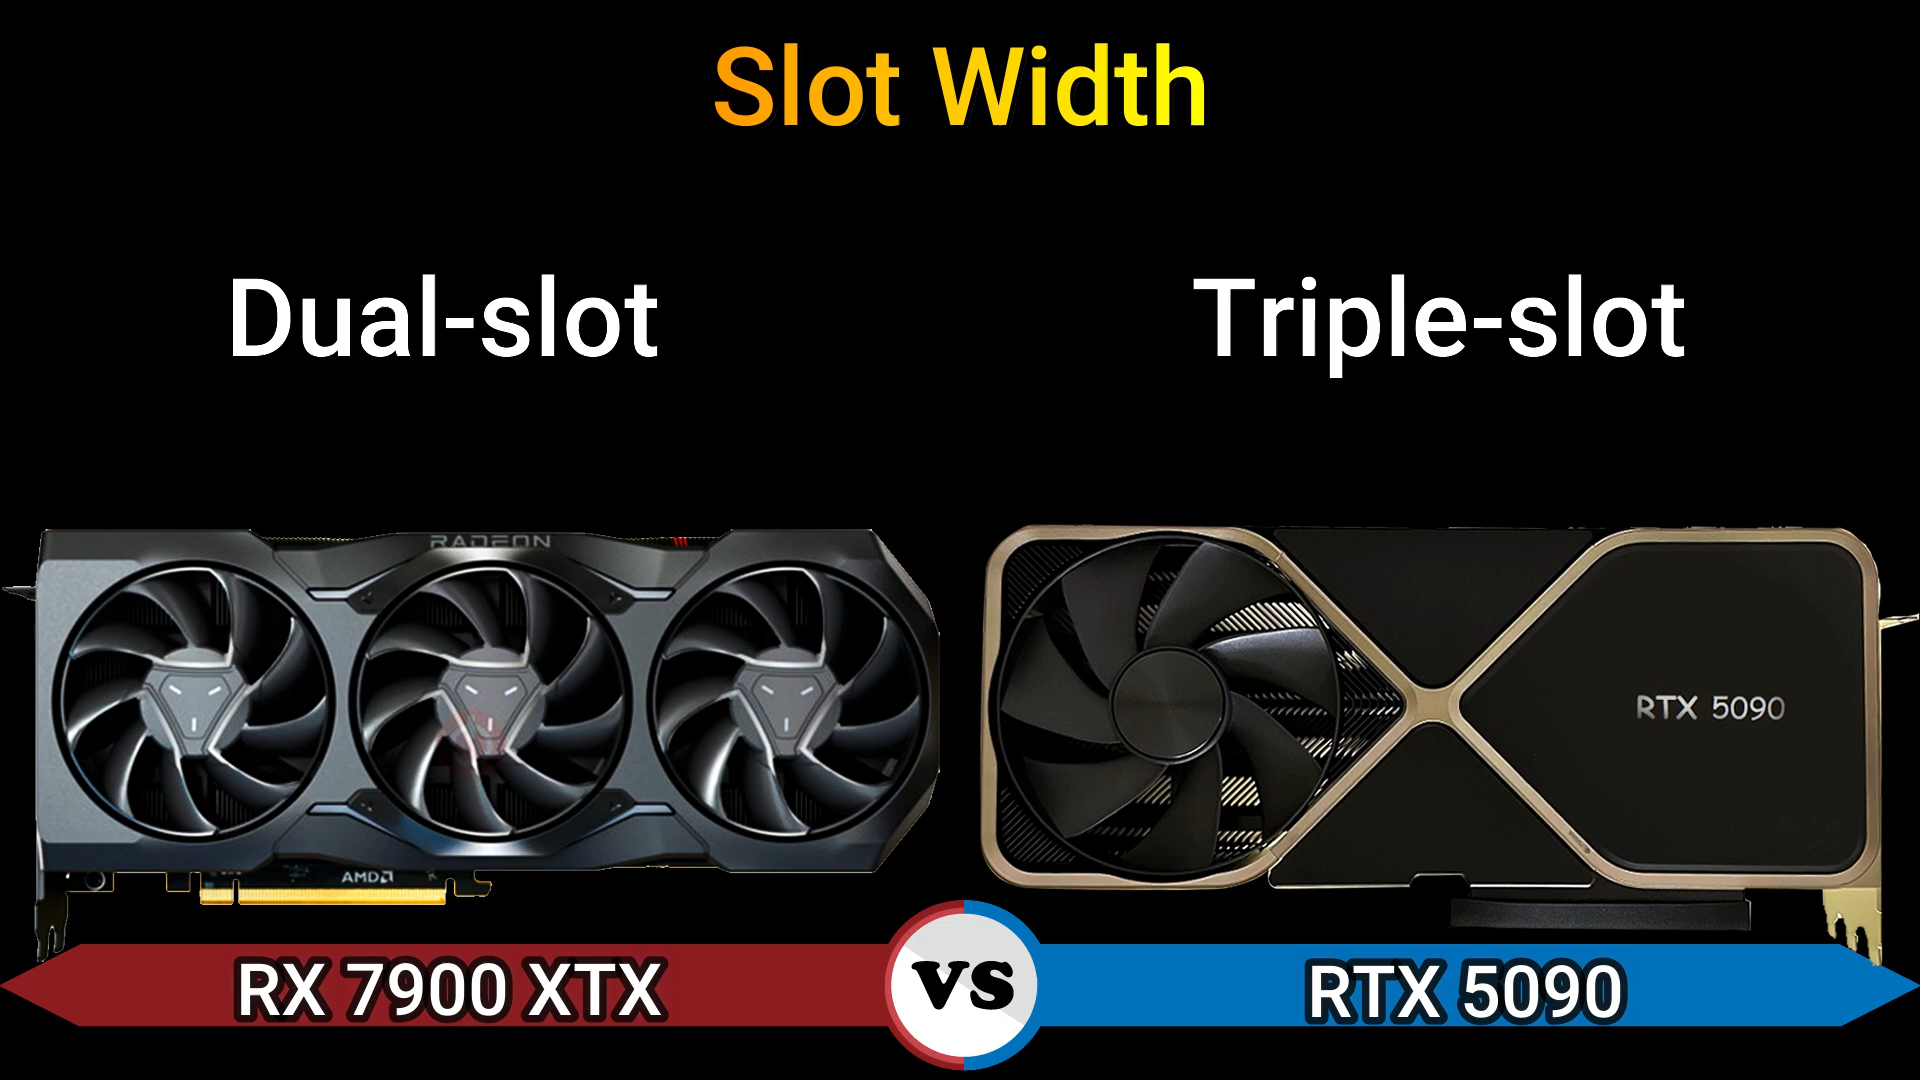 Slot Width
Dual-slot
Triple-slot
RADEON
RTX 5090
AMD
RX 7900 XTX
VS
RTX 5090